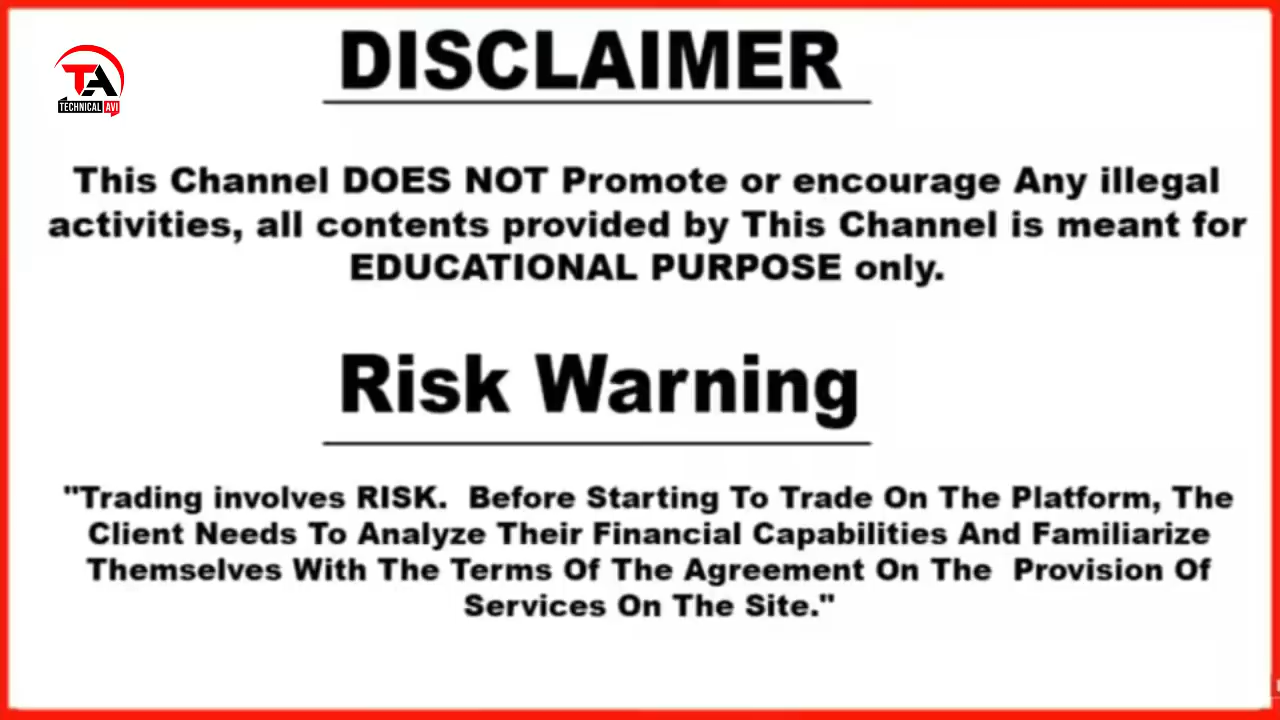 DISCLAIMER
TA
TECHNICAL AVI
This Channel DOES NOT Promote or encourage Any illegal
activities, all contents provided by This Channel is meant for
EDUCATIONAL PURPOSE only.
Risk Warning
"Trading involves RISK.  Before Starting To Trade On The Platform, The
Client Needs To Analyze Their Financial Capabilities And Familiarize
Themselves With The Terms Of The Agreement On The  Provision Of
Services On The Site."